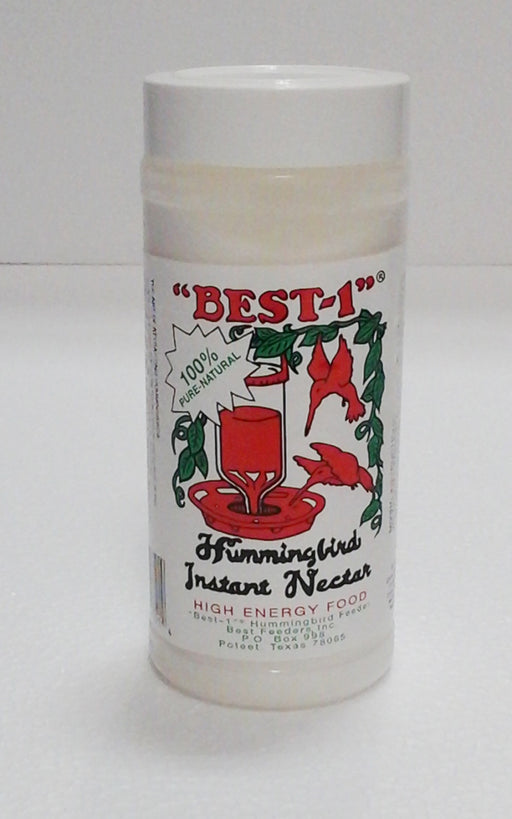 "BEST-1"®
100%
PURE-NATURAL
Hummingbird
Instant Nectar
HIGH ENERGY FOOD
"Best-1"® Hummingbird Feeder
Best Feeders Inc.
P.O. Box 998
Poteet, Texas 78065